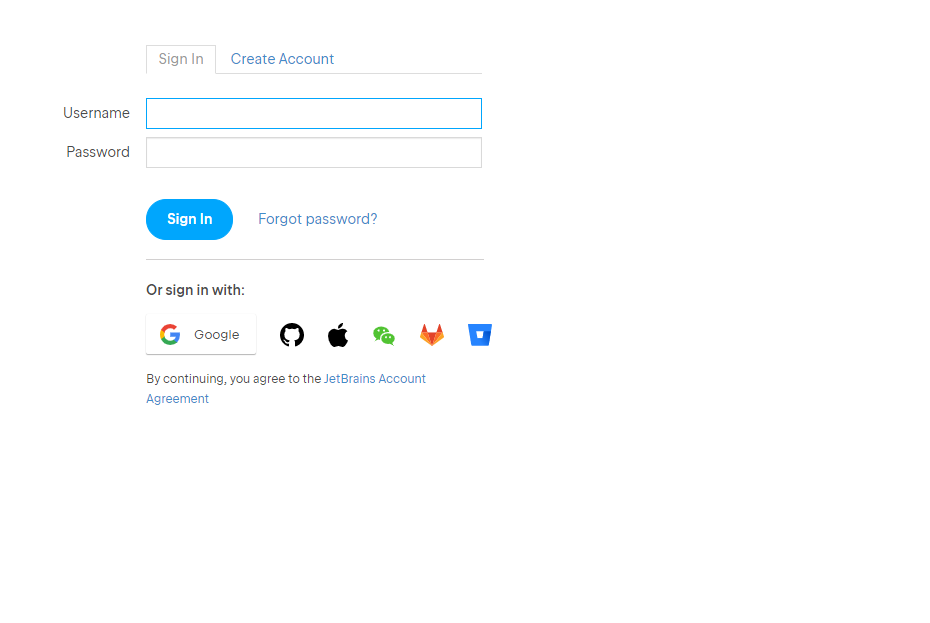 Sign In Create Account
Username
Password
Sign In Forgot password?
Or sign in with:
Google
By continuing, you agree to the JetBrains Account
Agreement